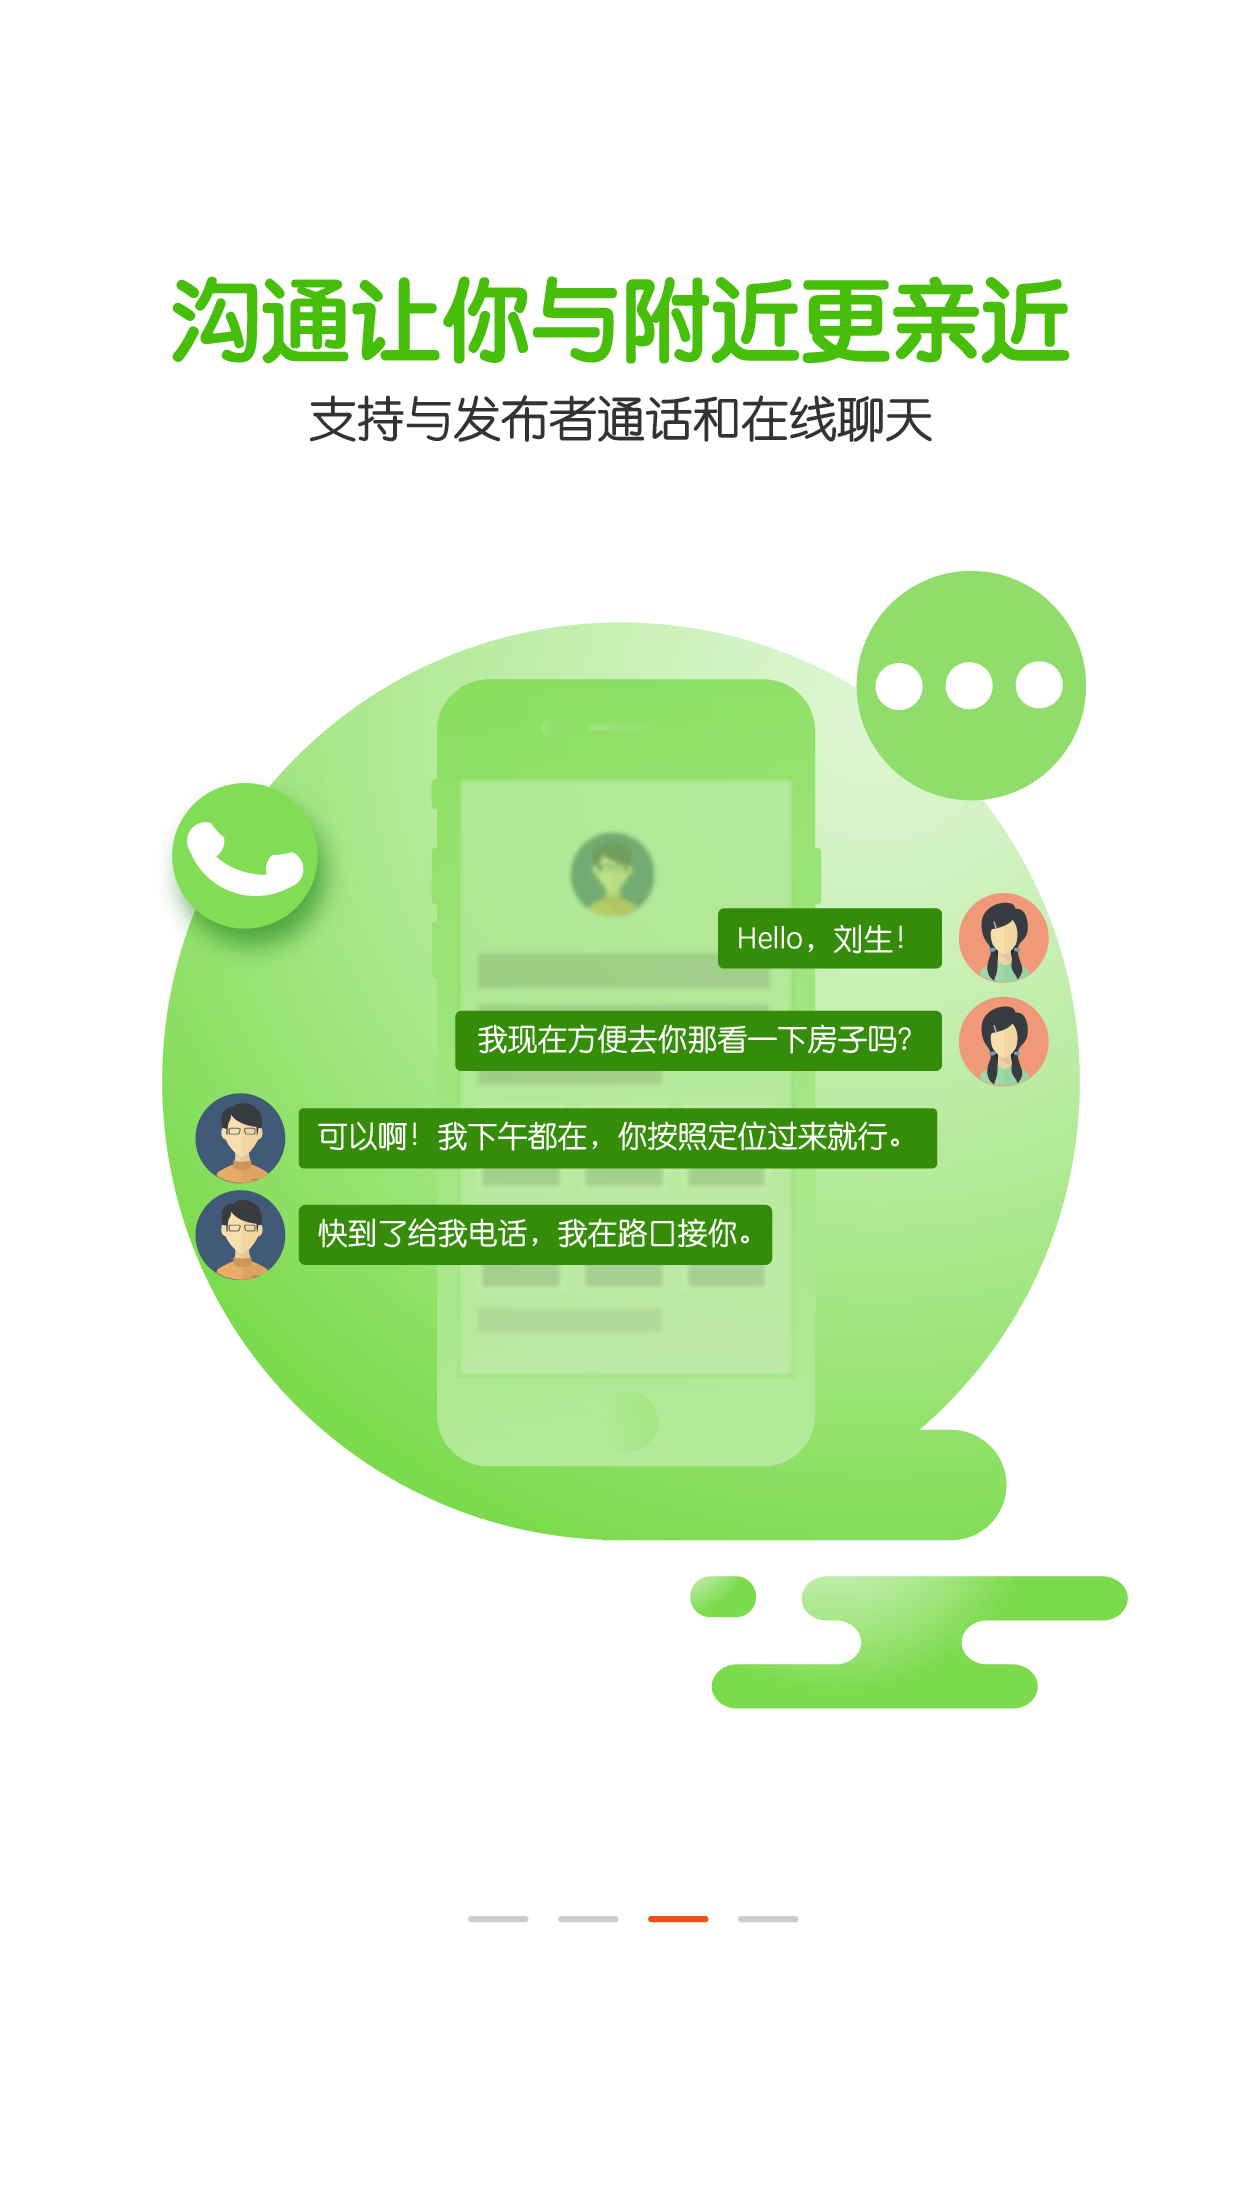 沟通让你与附近更亲近
支持与发布者通话和在线聊天
Hello，刘生！
我现在方便去你那看一下房子吗？
可以啊！我下午都在，你按照定位过来就行。
快到了给我电话，我在路口接你。